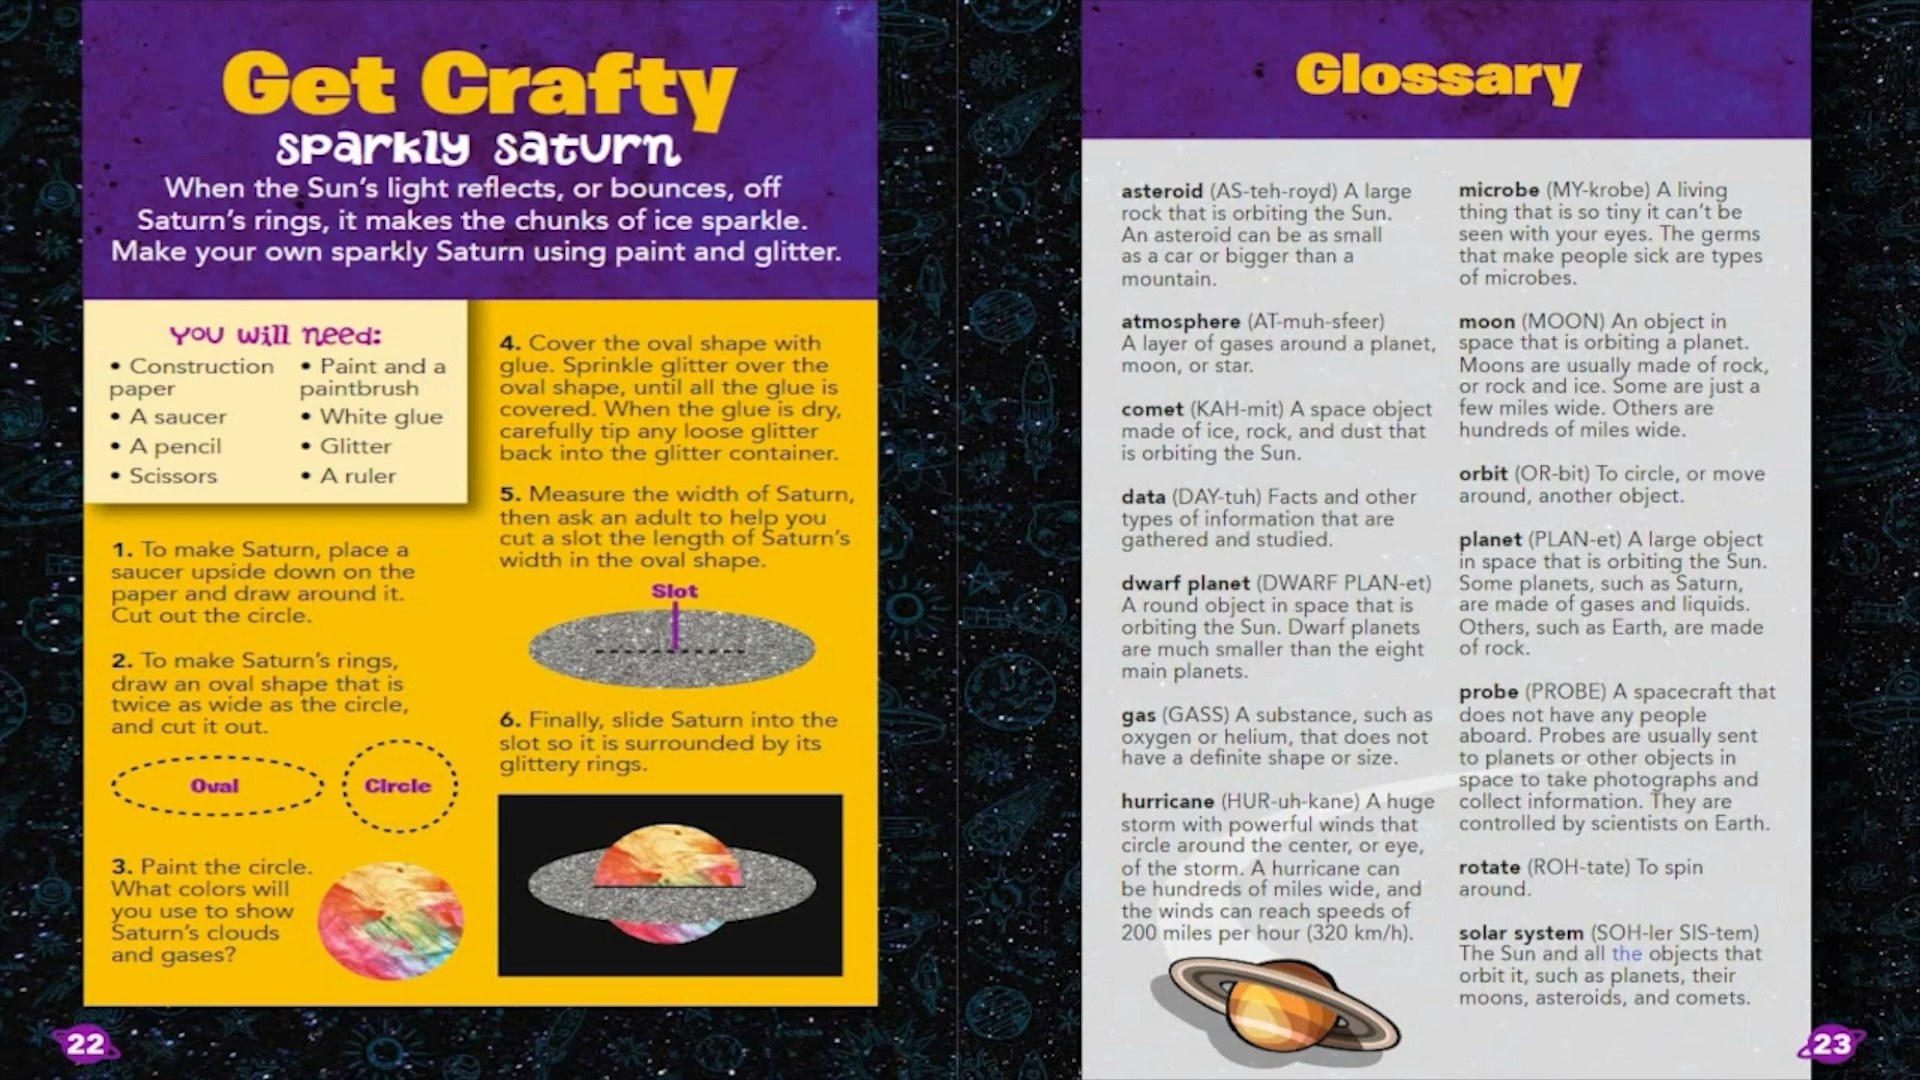 Get Crafty
sparkly saturn
When the Sun's light reflects, or bounces, off
Saturn's rings, it makes the chunks of ice sparkle.
Make your own sparkly Saturn using paint and glitter.
You will need:
• Construction
paper
• A saucer
• A pencil
• Scissors
• Paint and a
paintbrush
• White glue
• Glitter
• A ruler
1. To make Saturn, place a
saucer upside down on the
paper and draw around it.
Cut out the circle.
2. To make Saturn's rings,
draw an oval shape that is
twice as wide as the circle,
and cut it out.
Oval
Circle
3. Paint the circle.
What colors will
you use to show
Saturn's clouds
and gases?
4. Cover the oval shape with
glue. Sprinkle glitter over the
oval shape, until all the glue is
covered. When the glue is dry,
carefully tip any loose glitter
back into the glitter container.
5. Measure the width of Saturn,
then ask an adult to help you
cut a slot the length of Saturn's
width in the oval shape.
Slot
6. Finally, slide Saturn into the
slot so it is surrounded by its
glittery rings.
22
Glossary
asteroid (AS-teh-royd) A large
rock that is orbiting the Sun.
An asteroid can be as small
as a car or bigger than a
mountain.
atmosphere (AT-muh-sfeer)
A layer of gases around a planet,
moon, or star.
comet (KAH-mit) A space object
made of ice, rock, and dust that
is orbiting the Sun.
data (DAY-tuh) Facts and other
types of information that are
gathered and studied.
dwarf planet (DWARF PLAN-et)
A round object in space that is
orbiting the Sun. Dwarf planets
are much smaller than the eight
main planets.
gas (GASS) A substance, such as
oxygen or helium, that does not
have a definite shape or size.
hurricane (HUR-uh-kane) A huge
storm with powerful winds that
circle around the center, or eye,
of the storm. A hurricane can
be hundreds of miles wide, and
the winds can reach speeds of
200 miles per hour (320 km/h).
microbe (MY-krobe) A living
thing that is so tiny it can't be
seen with your eyes. The germs
that make people sick are types
of microbes.
moon (MOON) An object in
space that is orbiting a planet.
Moons are usually made of rock,
or rock and ice. Some are just a
few miles wide. Others are
hundreds of miles wide.
orbit (OR-bit) To circle, or move
around, another object.
planet (PLAN-et) A large object
in space that is orbiting the Sun.
Some planets, such as Saturn,
are made of gases and liquids.
Others, such as Earth, are made
of rock.
probe (PROBE) A spacecraft that
does not have any people
aboard. Probes are usually sent
to planets or other objects in
space to take photographs and
collect information. They are
controlled by scientists on Earth.
rotate (ROH-tate) To spin
around.
solar system (SOH-ler SIS-tem)
The Sun and all the objects that
orbit it, such as planets, their
moons, asteroids, and comets.
23